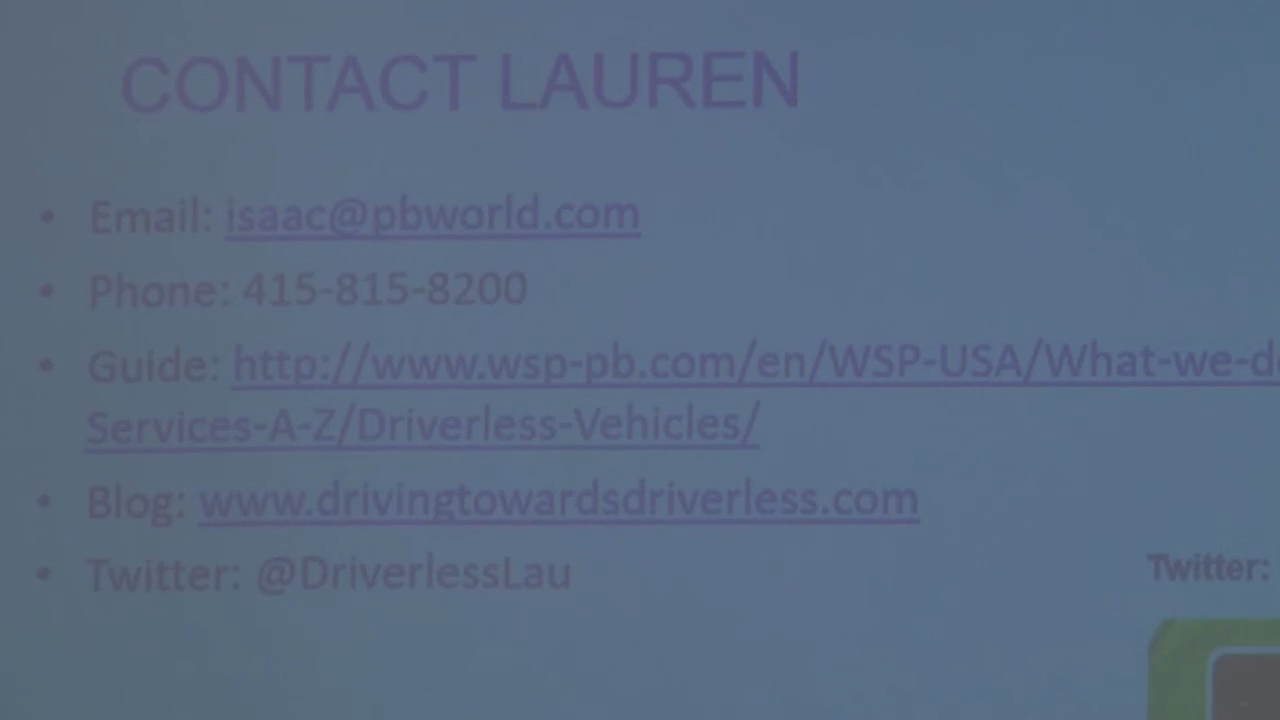 CONTACT LAUREN
• Email: isaac@pbworld.com
• Phone: 415-815-8200
• Guide: http://www.wsp-pb.com/en/WSP-USA/What-we-d
Services-A-Z/Driverless-Vehicles/
• Blog: www.drivingtowardsdriverless.com
• Twitter: @DriverlessLau
Twitter: